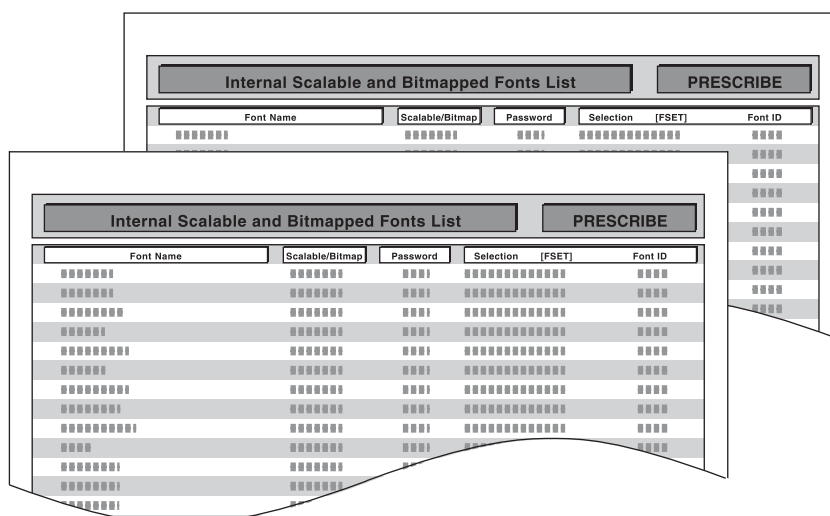 Internal Scalable and Bitmapped Fonts List PRESCRIBE
Font Name Scalable/Bitmap Password Selection [FSET] Font ID
Internal Scalable and Bitmapped Fonts List PRESCRIBE
Font Name Scalable/Bitmap Password Selection [FSET] Font ID